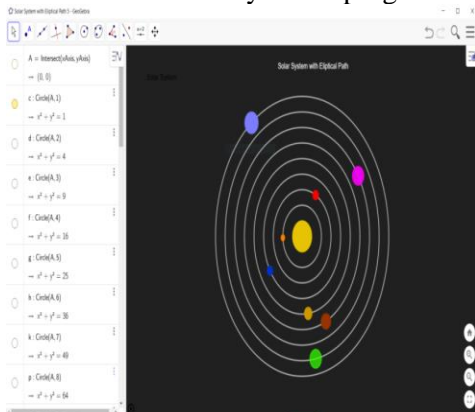 Solar System with Eliptical Path 5 - GeoGebra
A = Intersect(xAxis, yAxis)
→ (0, 0)
c : Circle(A, 1)
→ x² + y² = 1
d : Circle(A, 2)
→ x² + y² = 4
e : Circle(A, 3)
→ x² + y² = 9
f : Circle(A, 4)
→ x² + y² = 16
g : Circle(A, 5)
→ x² + y² = 25
h : Circle(A, 6)
→ x² + y² = 36
k : Circle(A, 7)
→ x² + y² = 49
p : Circle(A, 8)
→ x² + y² = 64
Solar System with Eliptical Path
Solar System